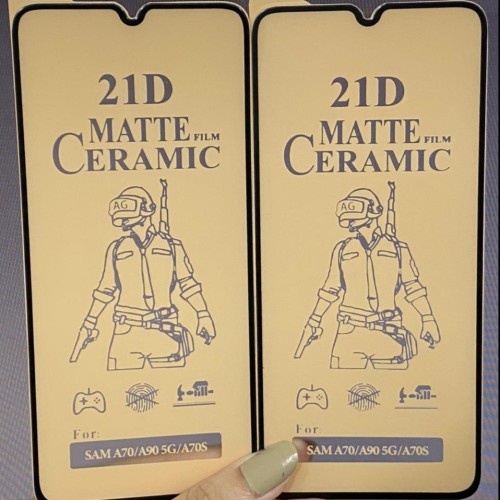 21D
MATTE FILM
CERAMIC
AG
For:
SAM A70/A90 5G/A70S
21D
MATTE FILM
CERAMIC
AG
For
SAM A70/A90 5G/A70S